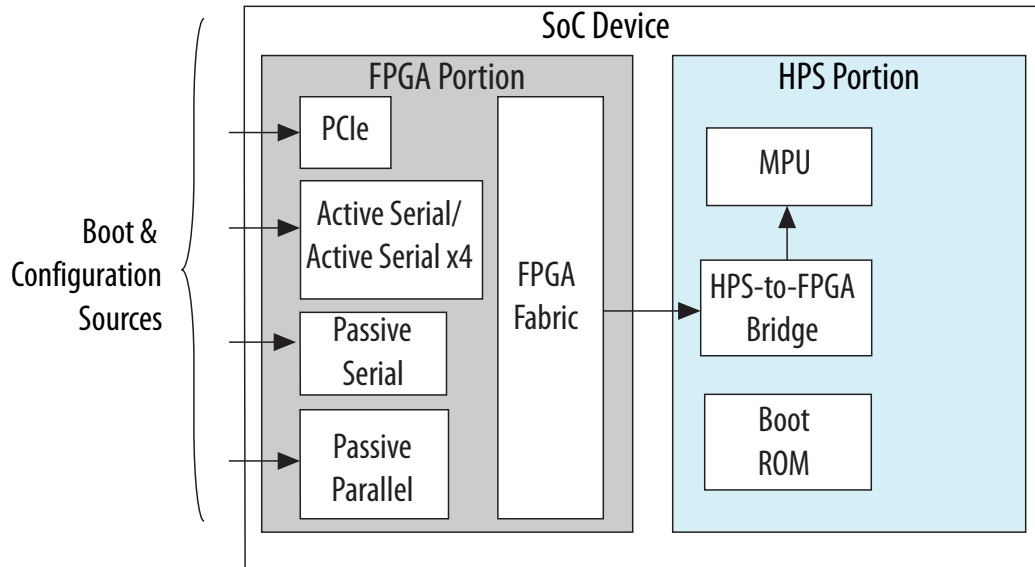 SoC Device
FPGA Portion
HPS Portion
Boot &
Configuration
Sources
PCIe
Active Serial/
Active Serial x4
Passive
Serial
Passive
Parallel
FPGA
Fabric
MPU
HPS-to-FPGA
Bridge
Boot
ROM